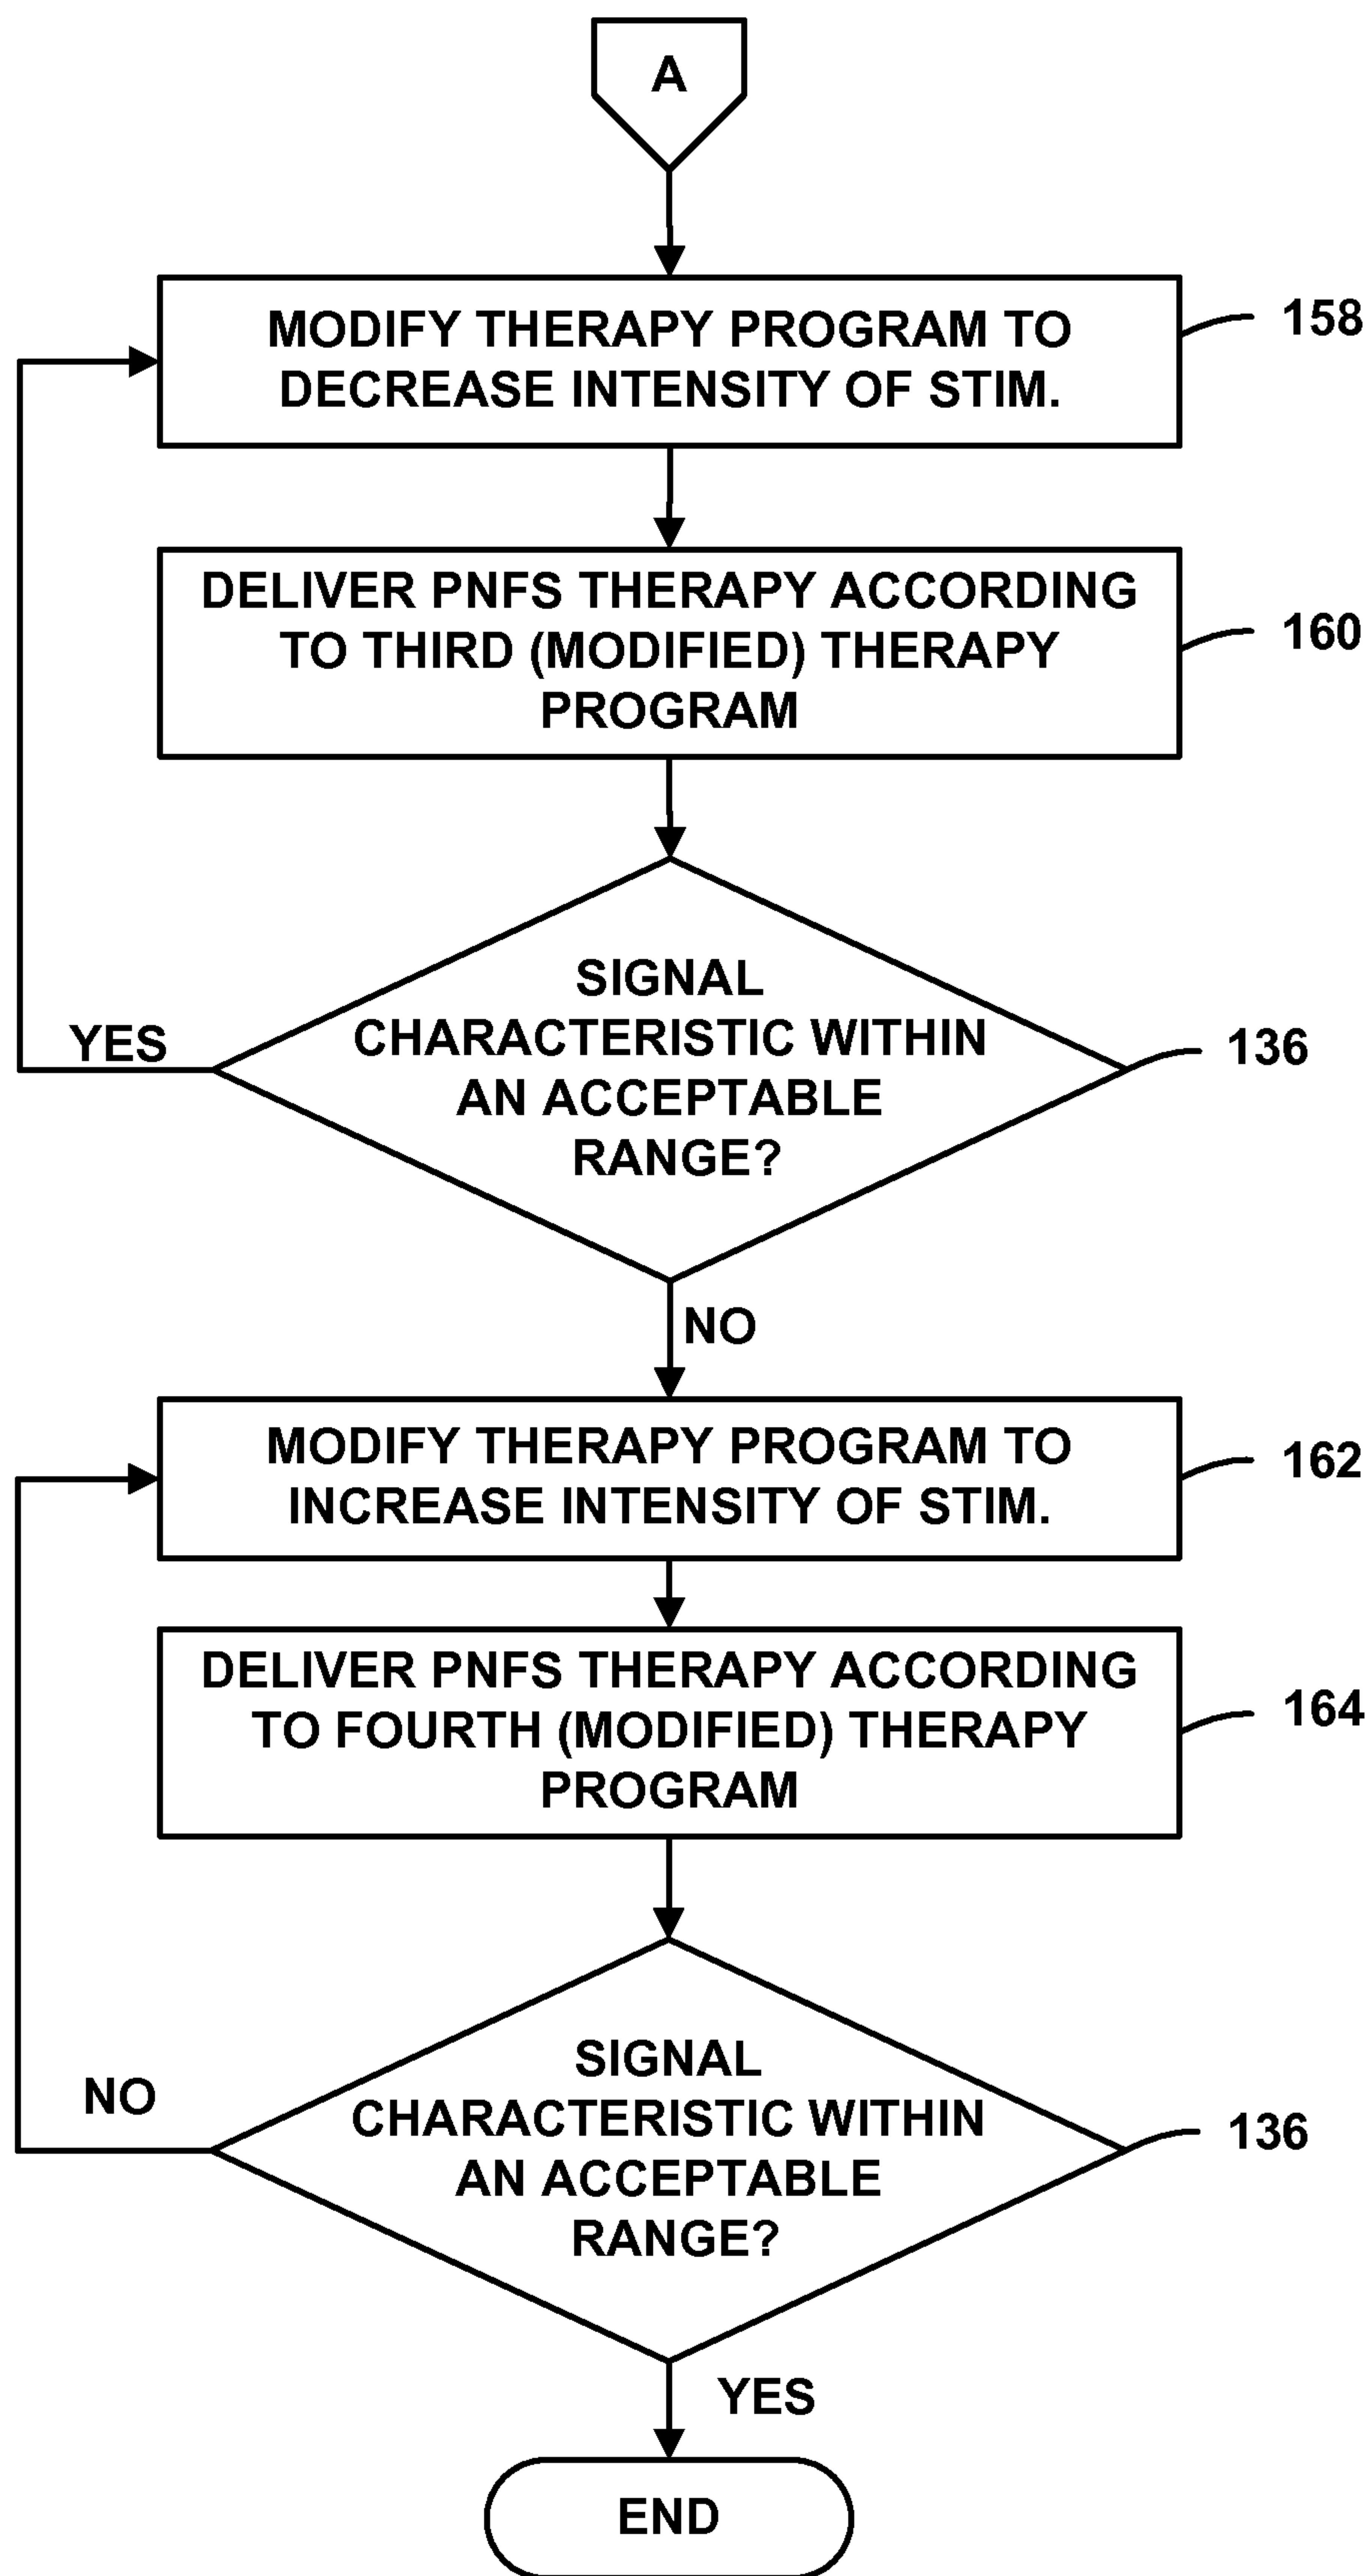 A
MODIFY THERAPY PROGRAM TO
DECREASE INTENSITY OF STIM.
158
DELIVER PNFS THERAPY ACCORDING
TO THIRD (MODIFIED) THERAPY
PROGRAM
160
SIGNAL
CHARACTERISTIC WITHIN
AN ACCEPTABLE
RANGE?
YES
136
NO
MODIFY THERAPY PROGRAM TO
INCREASE INTENSITY OF STIM.
162
DELIVER PNFS THERAPY ACCORDING
TO FOURTH (MODIFIED) THERAPY
PROGRAM
164
SIGNAL
CHARACTERISTIC WITHIN
AN ACCEPTABLE
RANGE?
NO
136
YES
END